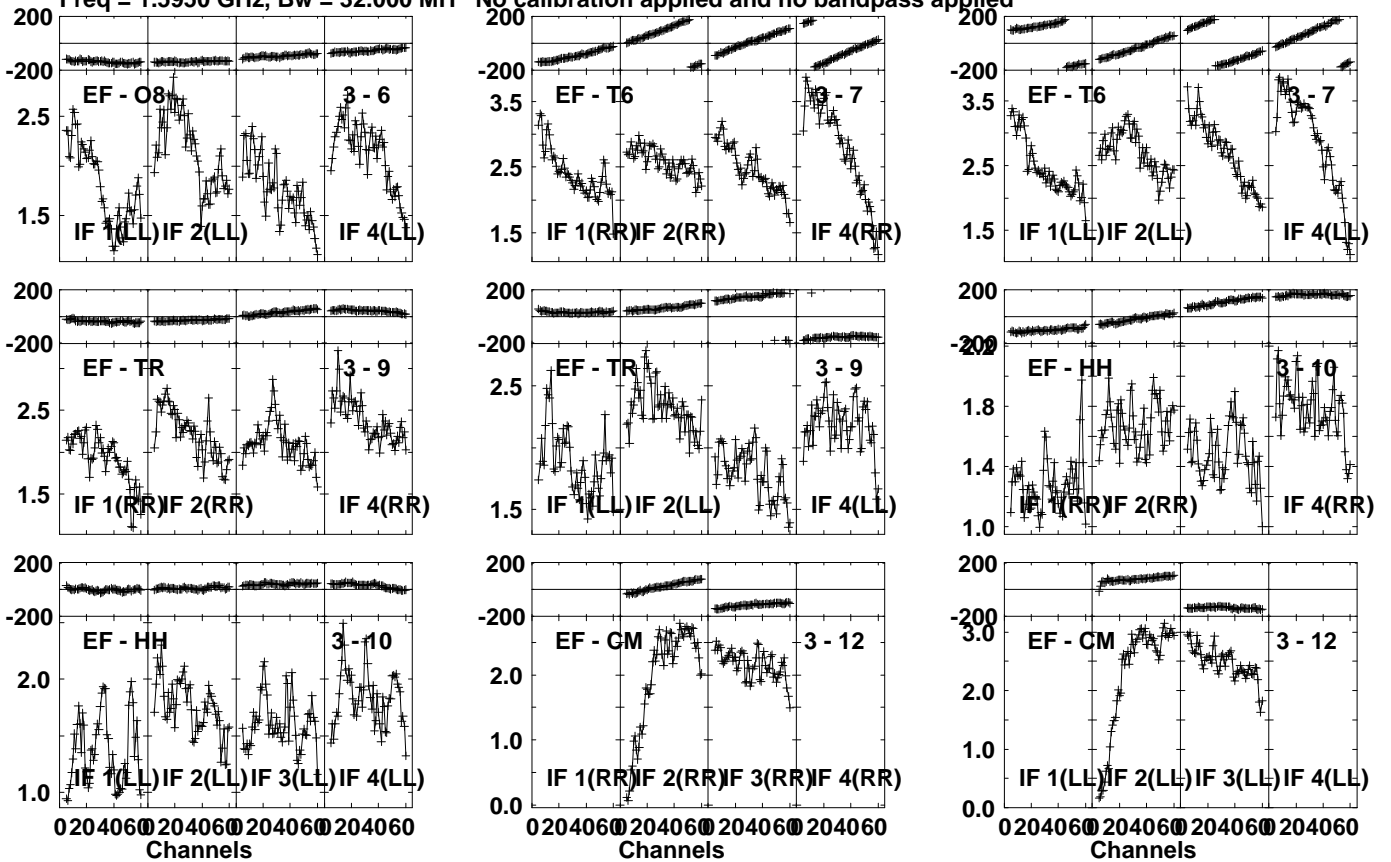 Freq = 1.5950 GHz, Bw = 32.000 MH No calibration applied and no bandpass applied
200 200 200
-200 -200 -200
EF - O8 3 - 6 EF - T6 3 - 7 EF - T6 3 - 7
2.5 3.5 3.5
2.5 2.5
1.5 1.5 1.5
IF 1(LL) IF 2(LL) IF 4(LL) IF 1(RR) IF 2(RR) IF 4(RR) IF 1(LL) IF 2(LL) IF 4(LL)
200 200 200
-200 -200 -200
2.2
EF - TR 3 - 9 EF - TR 3 - 9 EF - HH 3 - 10
2.5 2.5 1.8
1.4
1.5 1.5 1.0
IF 1(RR) IF 2(RR) IF 4(RR) IF 1(LL) IF 2(LL) IF 4(LL) IF 1(RR) IF 2(RR) IF 4(RR)
200 200 200
-200 -200 -200
EF - HH 3 - 10 EF - CM 3 - 12 EF - CM 3 - 12
3.0
2.0 2.0 2.0
1.0 1.0 1.0
0.0 0.0
IF 1(LL) IF 2(LL) IF 3(LL) IF 4(LL) IF 1(RR) IF 2(RR) IF 3(RR) IF 4(RR) IF 1(LL) IF 2(LL) IF 3(LL) IF 4(LL)
0 20 40 60 0 20 40 60 0 20 40 60 0 20 40 60 0 20 40 60 0 20 40 60 0 20 40 60 0 20 40 60 0 20 40 60 0 20 40 60 0 20 40 60 0 20 40 60
Channels Channels Channels